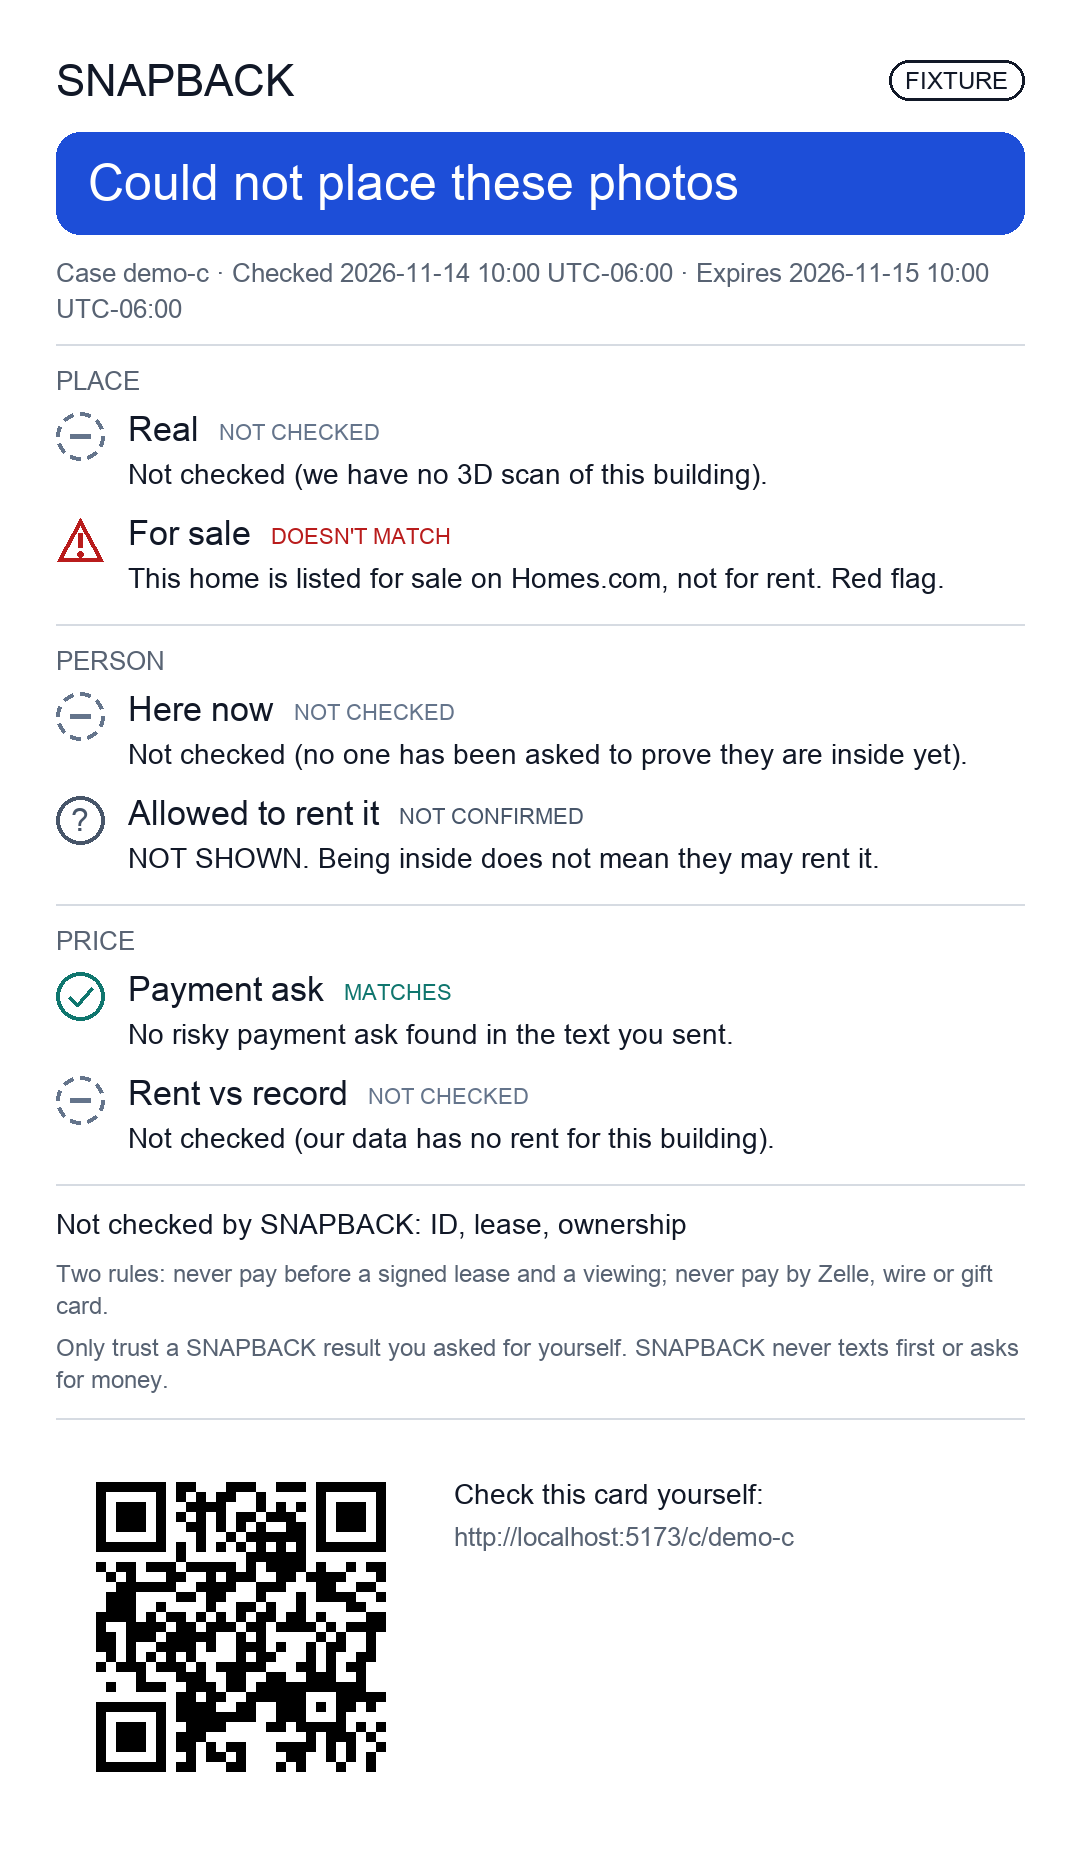 SNAPBACK
FIXTURE
Could not place these photos
Case demo-c · Checked 2026-11-14 10:00 UTC-06:00 · Expires 2026-11-15 10:00
UTC-06:00
PLACE
Real NOT CHECKED
Not checked (we have no 3D scan of this building).
For sale DOESN'T MATCH
This home is listed for sale on Homes.com, not for rent. Red flag.
PERSON
Here now NOT CHECKED
Not checked (no one has been asked to prove they are inside yet).
? Allowed to rent it NOT CONFIRMED
NOT SHOWN. Being inside does not mean they may rent it.
PRICE
Payment ask MATCHES
No risky payment ask found in the text you sent.
Rent vs record NOT CHECKED
Not checked (our data has no rent for this building).
Not checked by SNAPBACK: ID, lease, ownership
Two rules: never pay before a signed lease and a viewing; never pay by Zelle, wire or gift
card.
Only trust a SNAPBACK result you asked for yourself. SNAPBACK never texts first or asks
for money.
Check this card yourself:
http://localhost:5173/c/demo-c